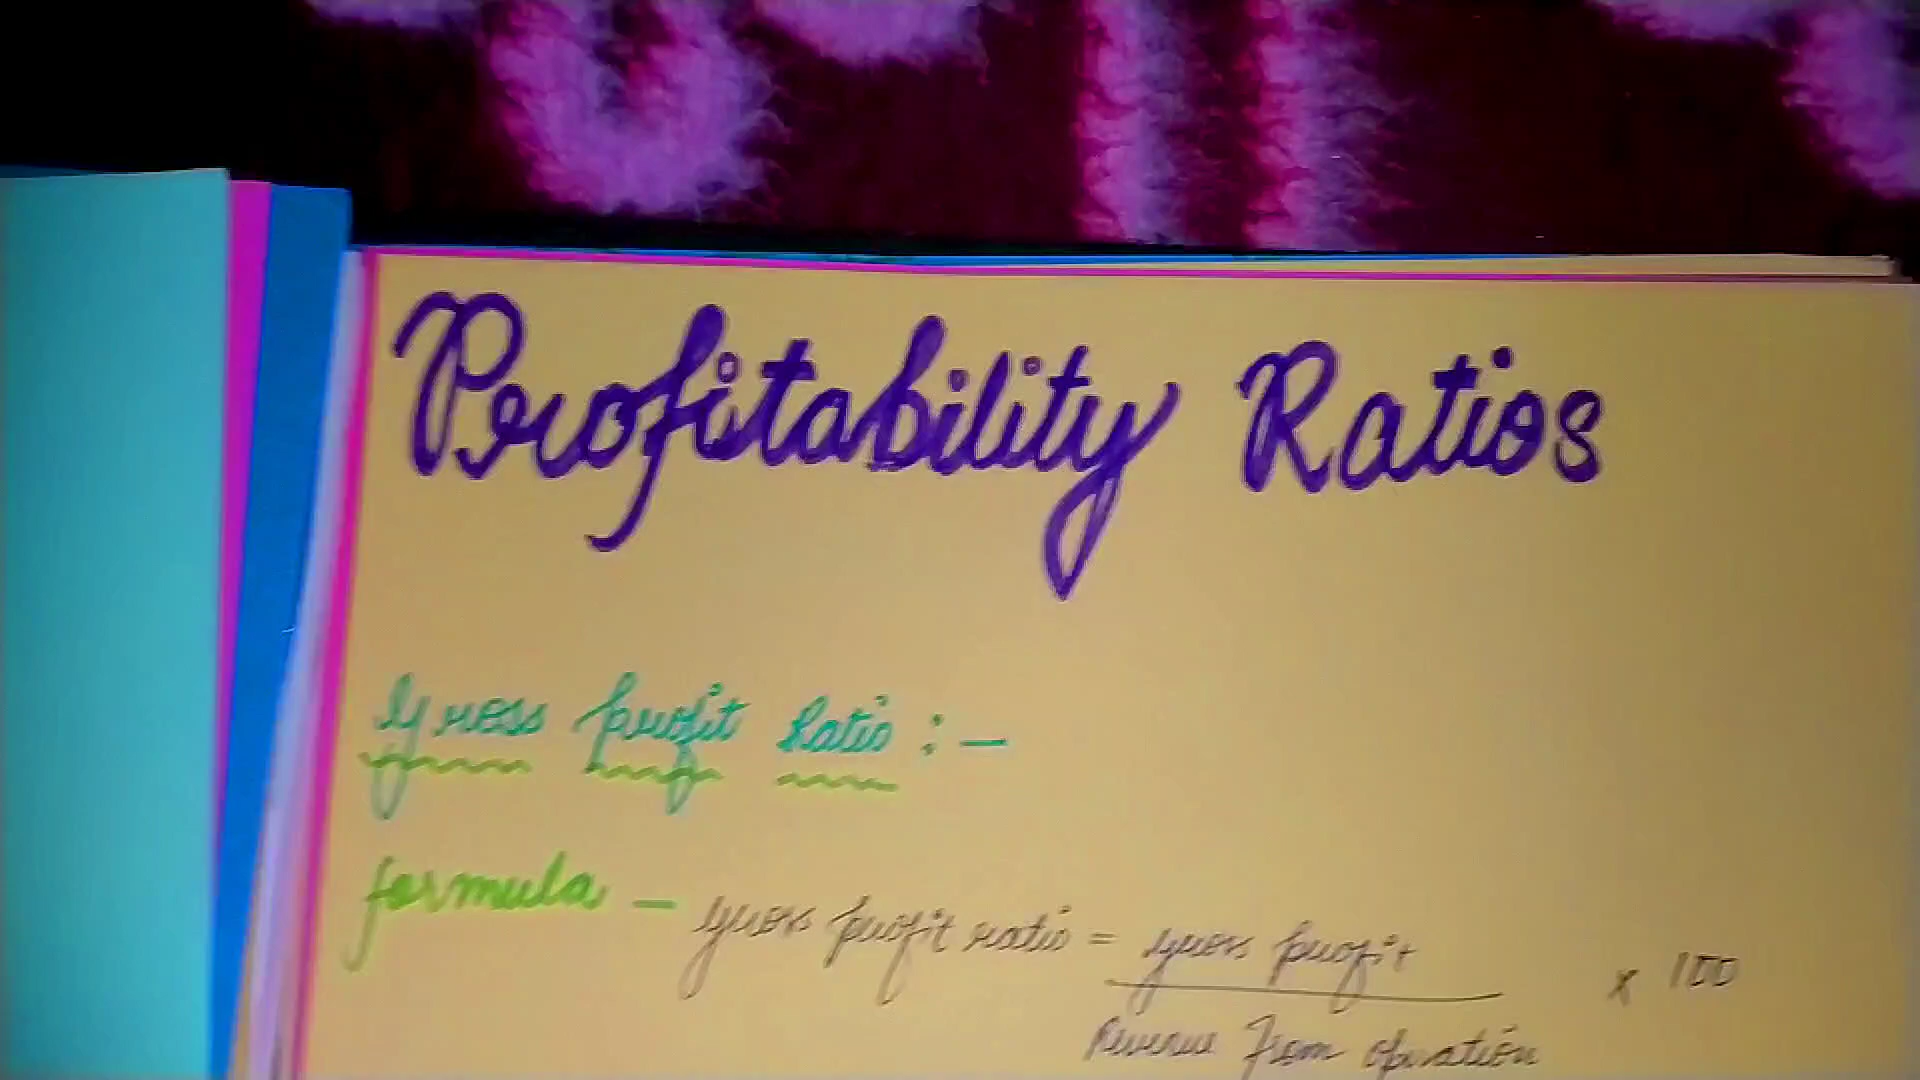 Profitability Ratios
Gross profit Ratio : —
formula — gross profit ratio = gross profit x 100
Revenue From operation